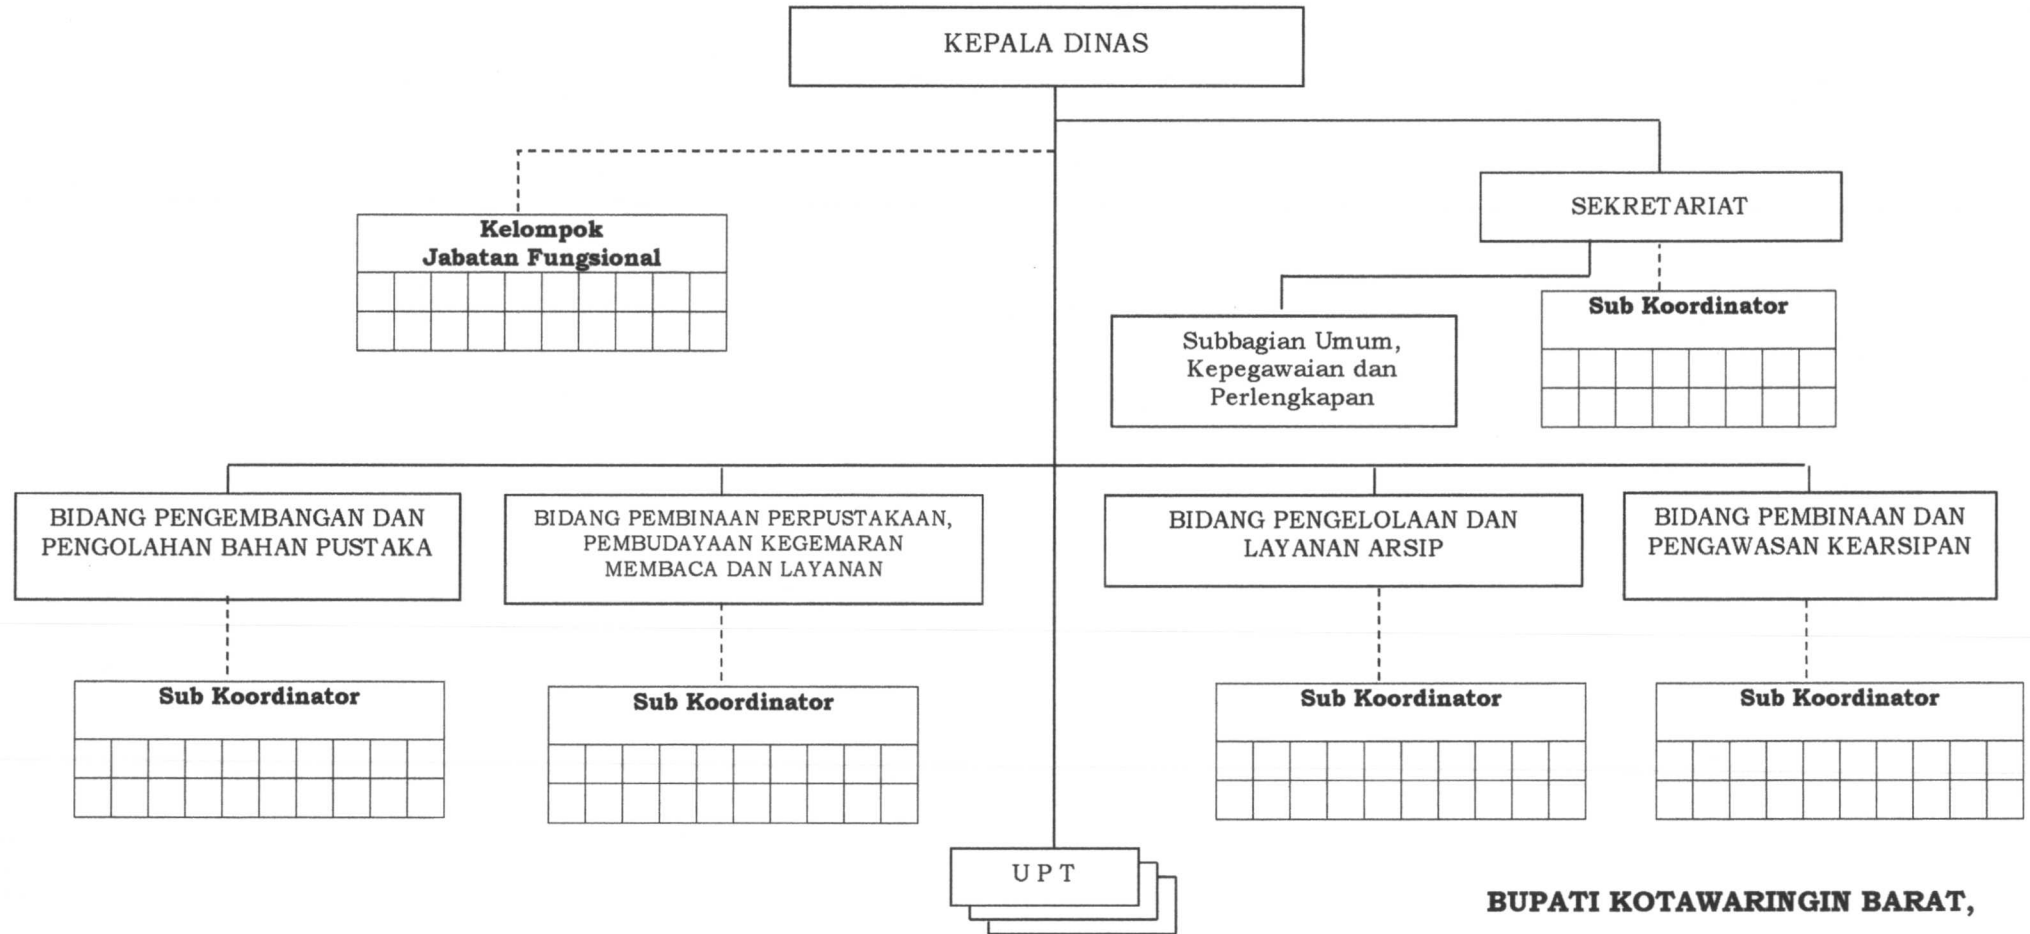 KEPALA DINAS
SEKRETARIAT
Kelompok
Jabatan Fungsional
Sub Koordinator
Subbagian Umum,
Kepegawaian dan
Perlengkapan
BIDANG PENGEMBANGAN DAN
PENGOLAHAN BAHAN PUSTAKA
BIDANG PEMBINAAN PERPUSTAKAAN,
PEMBUDAYAAN KEGEMARAN
MEMBACA DAN LAYANAN
BIDANG PENGELOLAAN DAN
LAYANAN ARSIP
BIDANG PEMBINAAN DAN
PENGAWASAN KEARSIPAN
Sub Koordinator
Sub Koordinator
Sub Koordinator
Sub Koordinator
U P T
BUPATI KOTAWARINGIN BARAT,